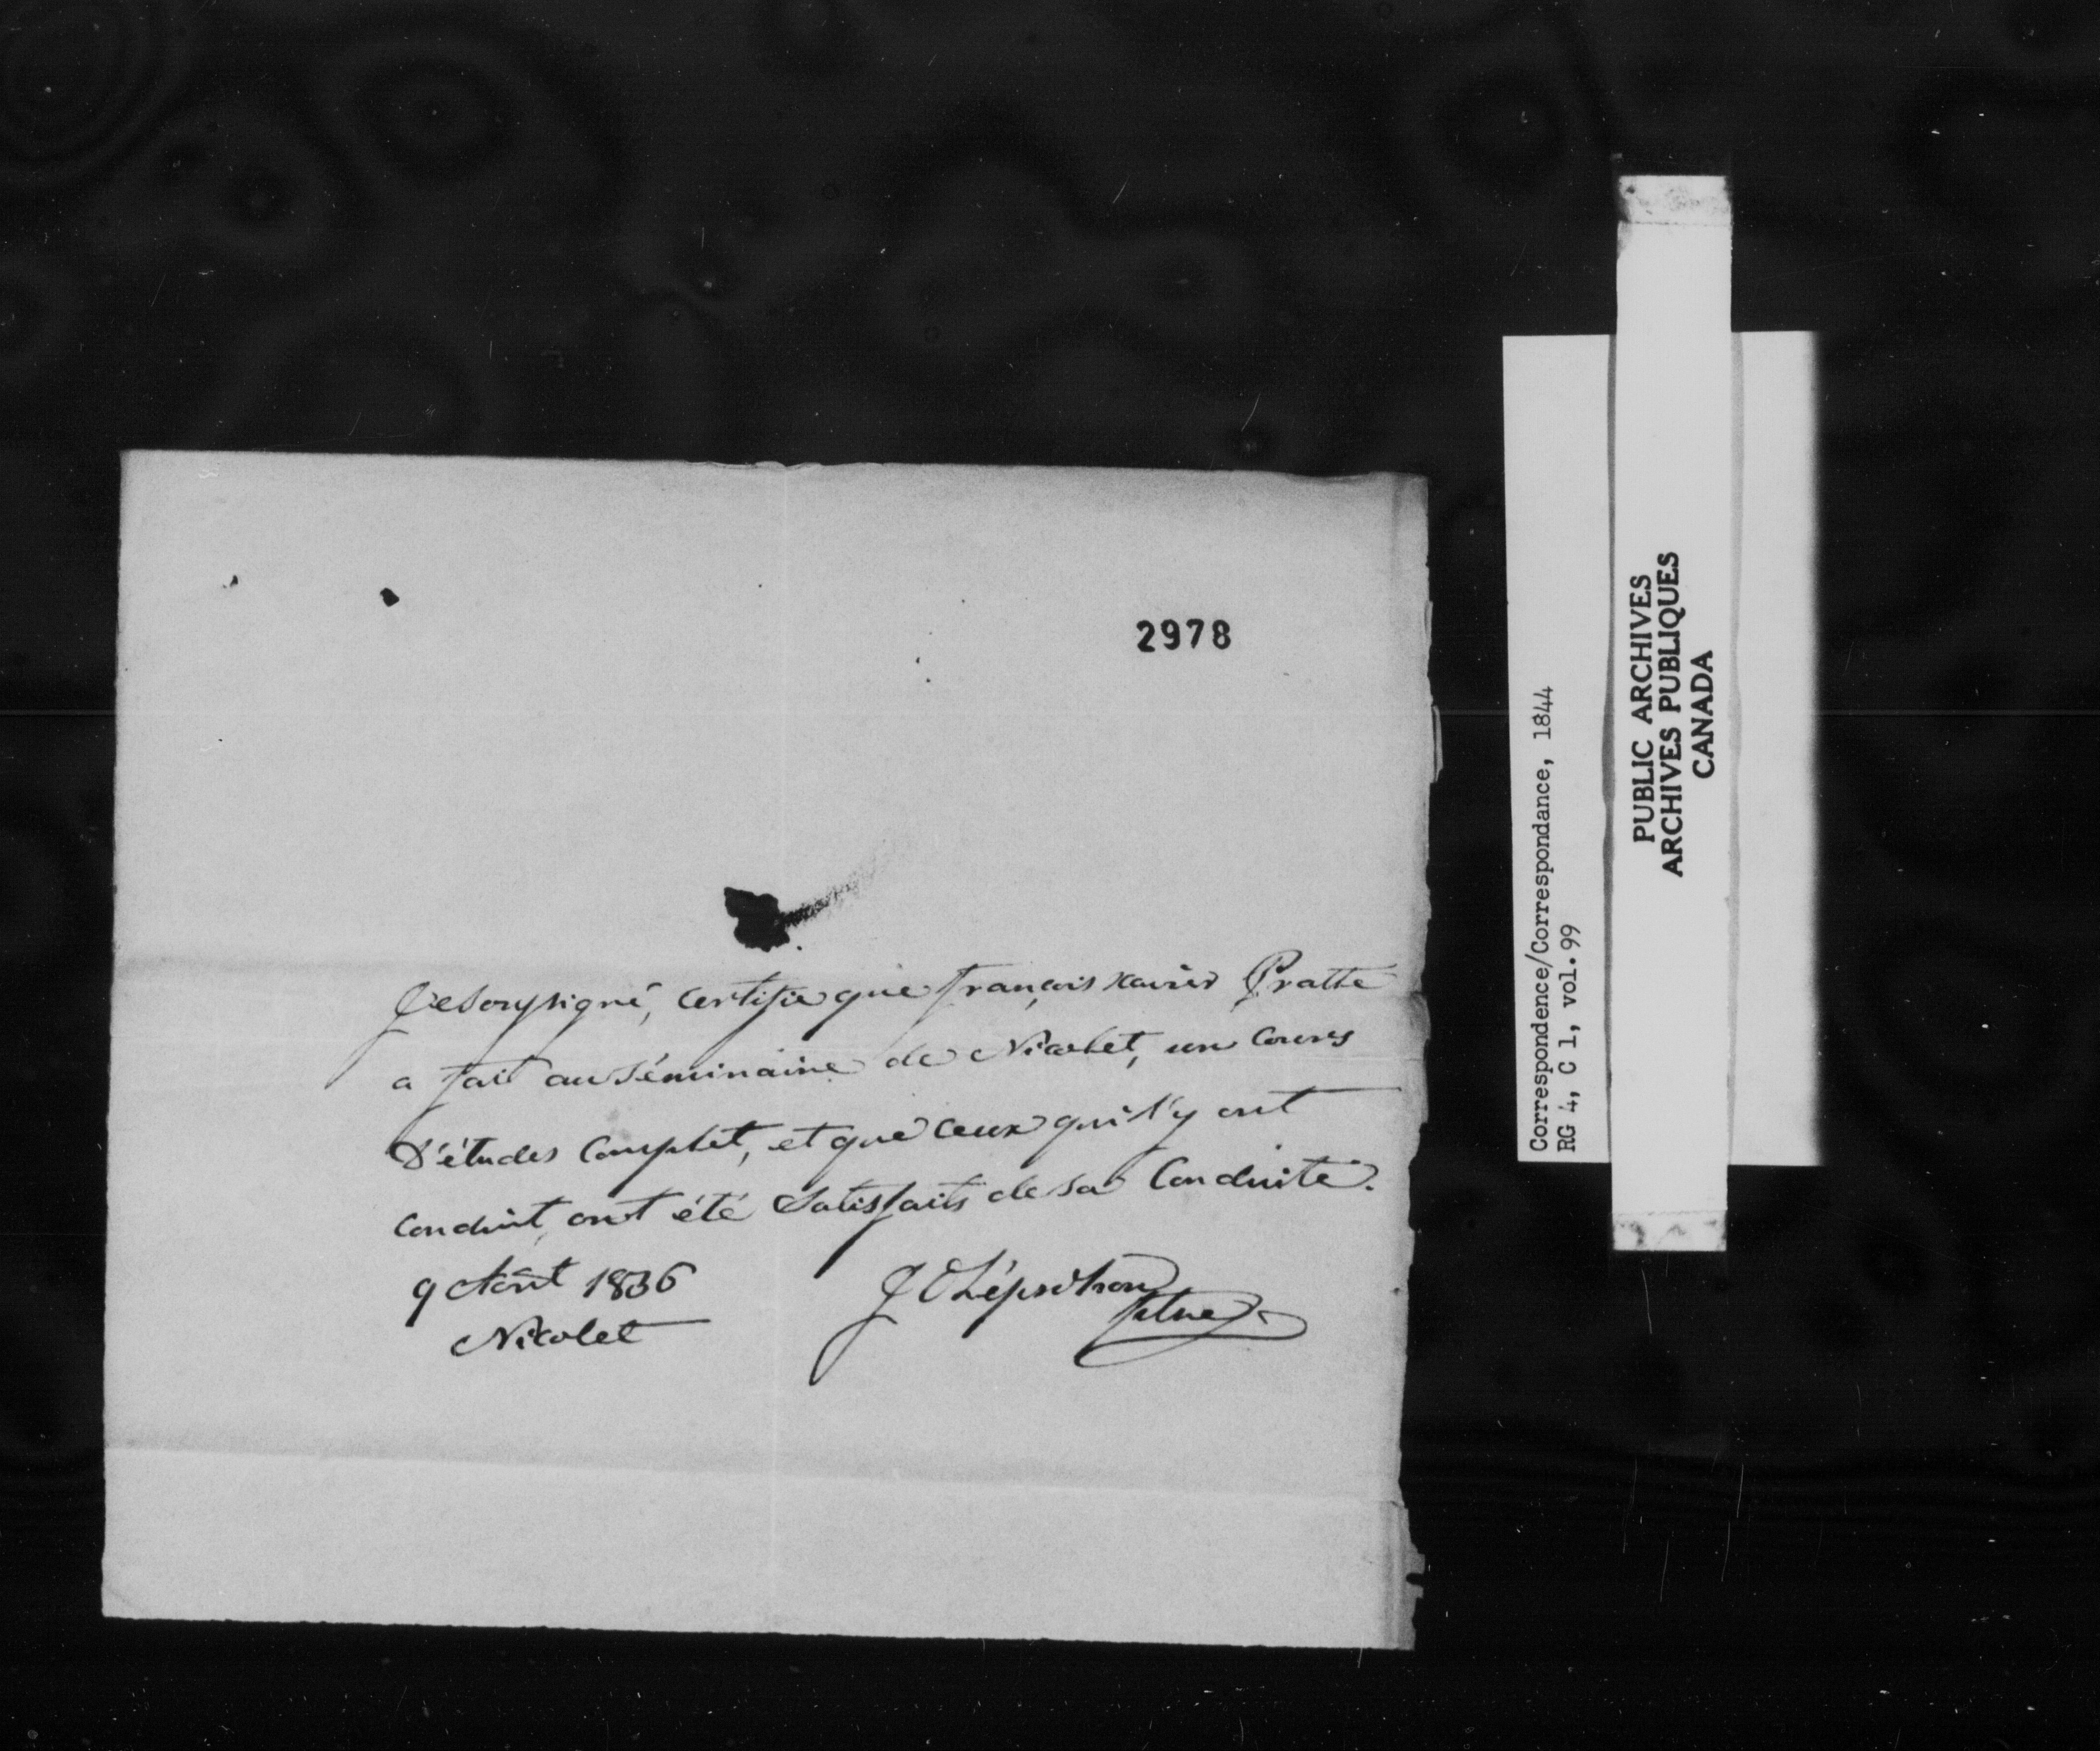 2978
Je Soussigné, Certifie que françois Xavier Pratte
a fait au Séminaire de Nicolet, un Cours
D'études Complet, et que ceux qui l'y ont
Conduit, ont été Satisfaits de Sa Conduite.
9 Août 1836
Nicolet
Ptre
Correspondence/Correspondance, 1844
RG 4, C 1, vol. 99
PUBLIC ARCHIVES
ARCHIVES PUBLIQUES
CANADA